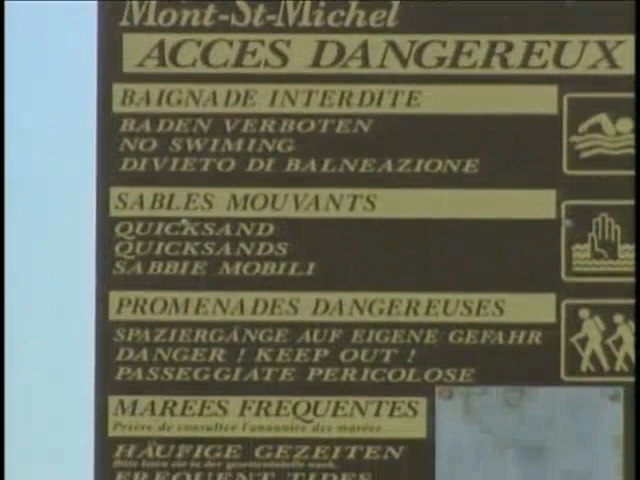 Mont-St-Michel
ACCES DANGEREUX
BAIGNADE INTERDITE
BADEN VERBOTEN
NO SWIMING
DIVIETO DI BALNEAZIONE
SABLES MOUVANTS
QUICKSAND
QUICKSANDS
SABBIE MOBILI
PROMENADES DANGEREUSES
SPAZIERGÄNGE AUF EIGENE GEFAHR
DANGER ! KEEP OUT !
PASSEGGIATE PERICOLOSE
MAREES FREQUENTES
Prière de consulter l'annuaire des marées
HÄUFIGE GEZEITEN
FREQUENT TIDES